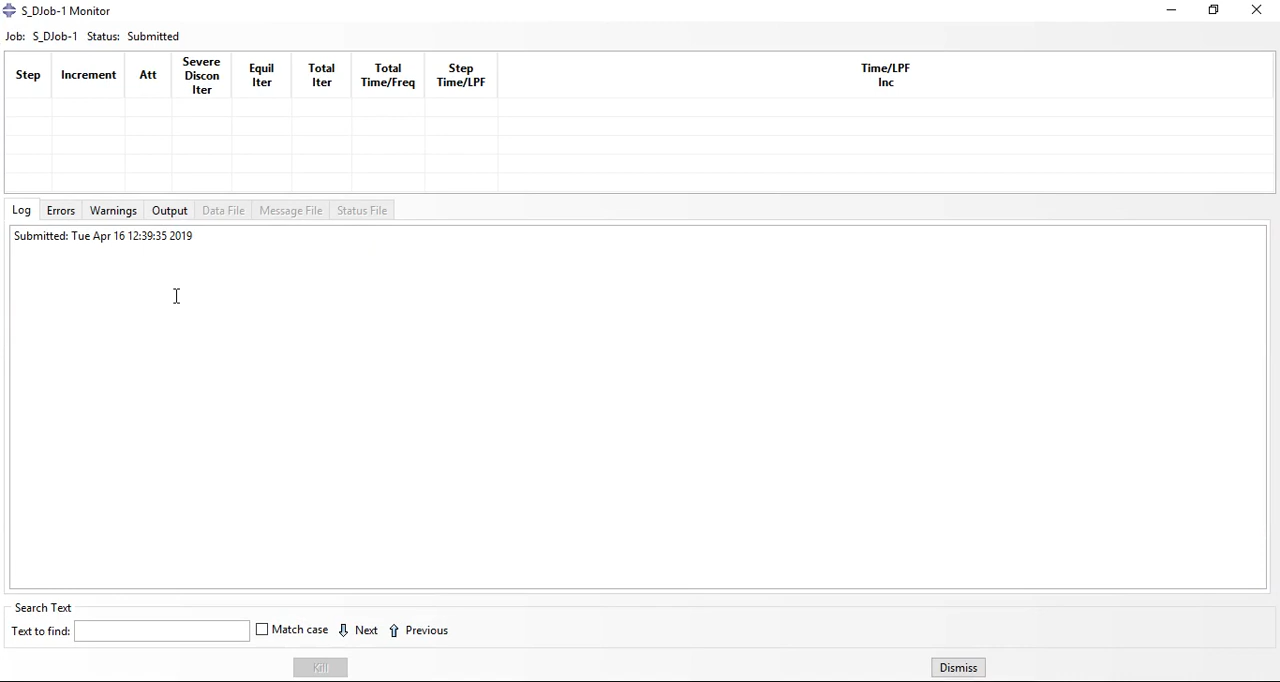 S_DJob-1 Monitor
Job: S_DJob-1 Status: Submitted
Step Increment Att Severe Discon Iter Equil Iter Total Iter Total Time/Freq Step Time/LPF Time/LPF Inc
Log Errors Warnings Output Data File Message File Status File
Submitted: Tue Apr 16 12:39:35 2019
Search Text
Text to find: Match case Next Previous
Kill Dismiss